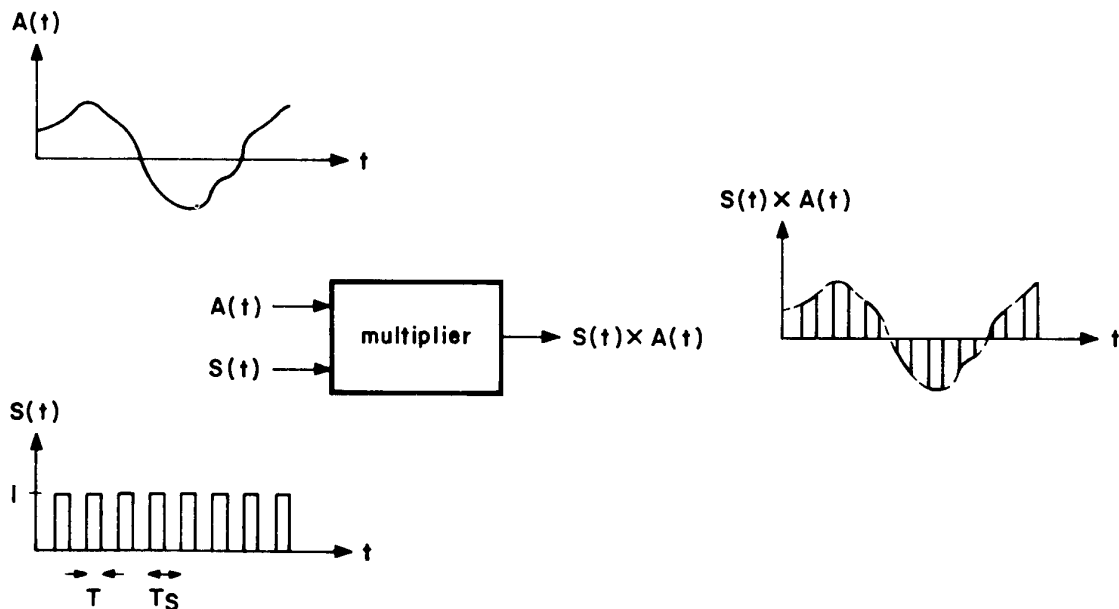 A(t)
t
S(t) × A(t)
t
A(t)
multiplier
S(t) × A(t)
S(t)
S(t)
1
t
T
Ts